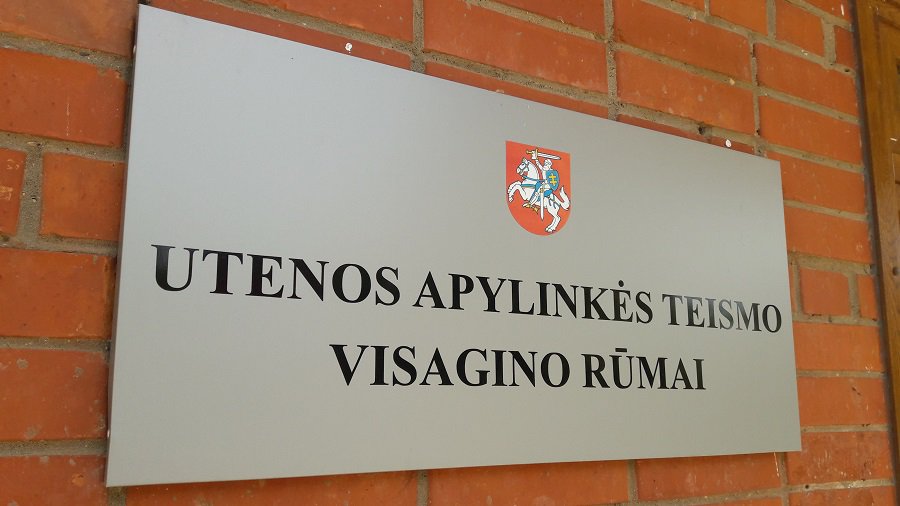 UTENOS APYLINKĖS TEISMO
VISAGINO RŪMAI